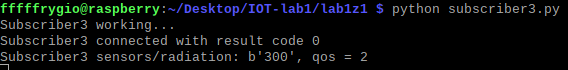 fffffrygio@raspberry:~/Desktop/IOT-lab1/lab1z1 $ python subscriber3.py
Subscriber3 working...
Subscriber3 connected with result code 0
Subscriber3 sensors/radiation: b'300', qos = 2